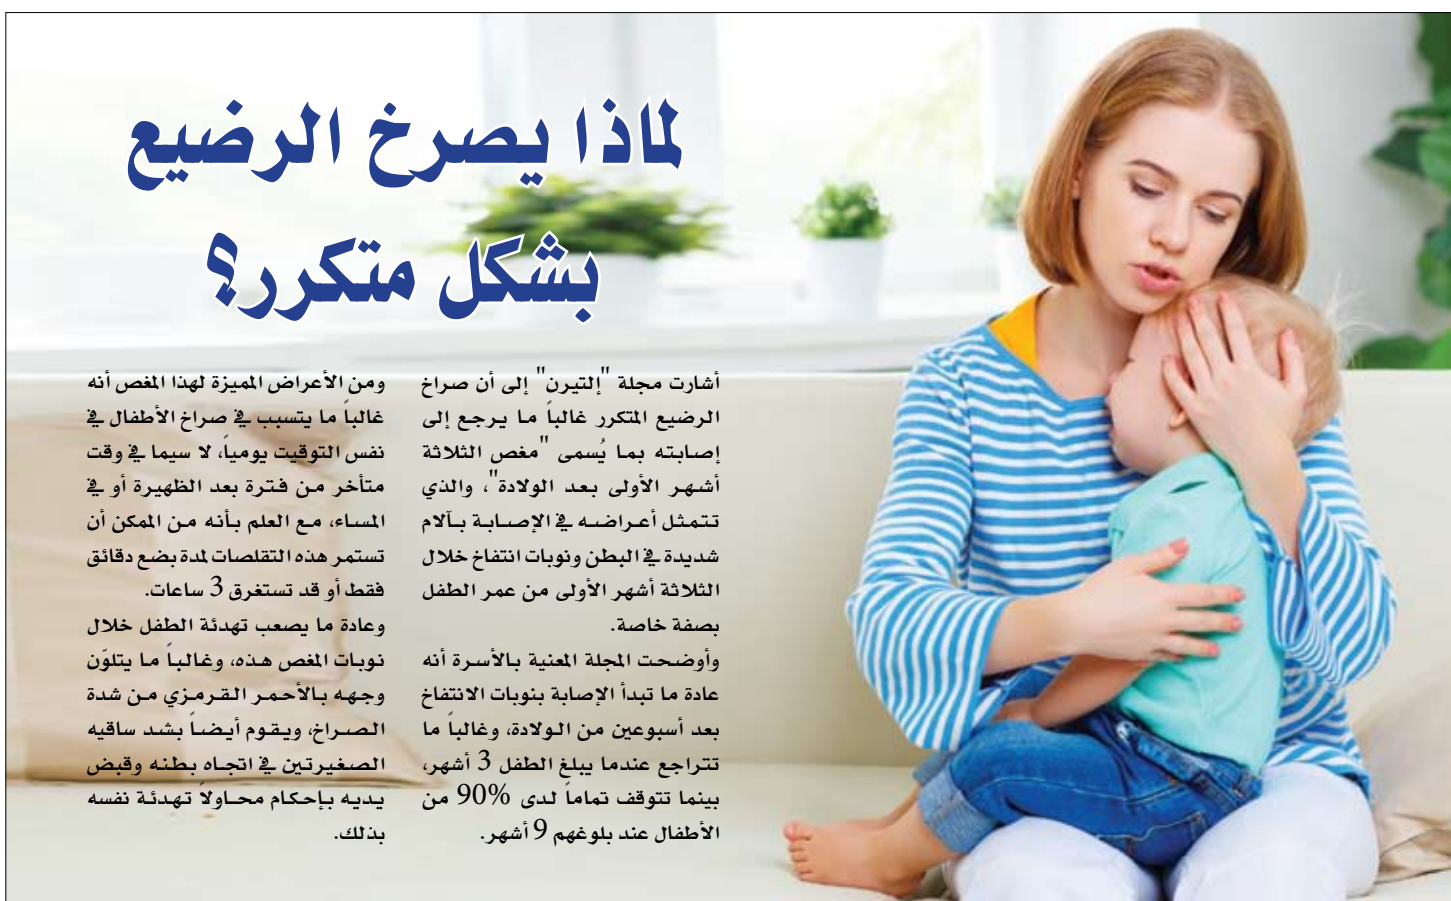 لماذا يصرخ الرضيع
بشكل متكرر؟
أشارت مجلة "إلتيرن" إلى أن صراخ
الرضيع المتكرر غالباً ما يرجع إلى
إصابته بما يُسمى "مغص الثلاثة
أشهر الأولى بعد الولادة"، والذي
تتمثل أعراضه في الإصابة بآلام
شديدة في البطن ونوبات انتفاخ خلال
الثلاثة أشهر الأولى من عمر الطفل
بصفة خاصة.
وأوضحت المجلة المعنية بالأسرة أنه
عادة ما تبدأ الإصابة بنوبات الانتفاخ
بعد أسبوعين من الولادة، وغالباً ما
تتراجع عندما يبلغ الطفل 3 أشهر،
بينما تتوقف تماماً لدى 90% من
الأطفال عند بلوغهم 9 أشهر.
ومن الأعراض المميزة لهذا المغص أنه
غالباً ما يتسبب في صراخ الأطفال في
نفس التوقيت يومياً، لا سيما في وقت
متأخر من فترة بعد الظهيرة أو في
المساء، مع العلم بأنه من الممكن أن
تستمر هذه التقلصات لمدة بضع دقائق
فقط أو قد تستغرق 3 ساعات.
وعادة ما يصعب تهدئة الطفل خلال
نوبات المغص هذه، وغالباً ما يتلوّن
وجهه بالأحمر القرمزي من شدة
الصراخ، ويقوم أيضاً بشد ساقيه
الصغيرتين في اتجاه بطنه وقبض
يديه بإحكام محاولاً تهدئة نفسه
بذلك.